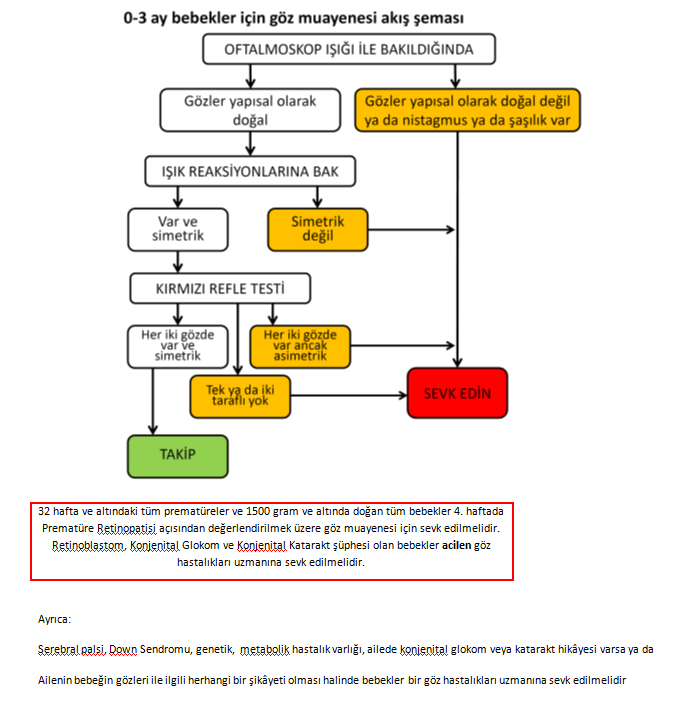 0-3 ay bebekler için göz muayenesi akış şeması
OFTALMOSKOP IŞIĞI İLE BAKILDIĞINDA
Gözler yapısal olarak
doğal
Gözler yapısal olarak doğal değil
ya da nistagmus ya da şaşılık var
IŞIK REAKSİYONLARINA BAK
Var ve
simetrik
Simetrik
değil
KIRMIZI REFLE TESTİ
Her iki gözde
var ve
simetrik
Her iki gözde
var ancak
asimetrik
Tek ya da iki
taraflı yok
SEVK EDİN
TAKİP
32 hafta ve altındaki tüm prematüreler ve 1500 gram ve altında doğan tüm bebekler 4. haftada
Prematüre Retinopatisi açısından değerlendirilmek üzere göz muayenesi için sevk edilmelidir.
Retinoblastom, Konjenital Glokom ve Konjenital Katarakt şüphesi olan bebekler acilen göz
hastalıkları uzmanına sevk edilmelidir.
Ayrıca:
Serebral palsi, Down Sendromu, genetik, metabolik hastalık varlığı, ailede konjenital glokom veya katarakt hikâyesi varsa ya da
Ailenin bebeğin gözleri ile ilgili herhangi bir şikâyeti olması halinde bebekler bir göz hastalıkları uzmanına sevk edilmelidir